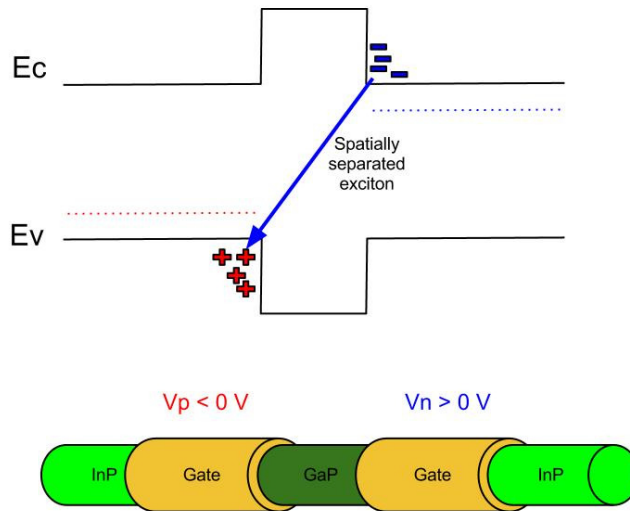 Ec
Spatially
separated
exciton
Ev
Vp < 0 V
Vn > 0 V
InP
Gate
GaP
Gate
InP